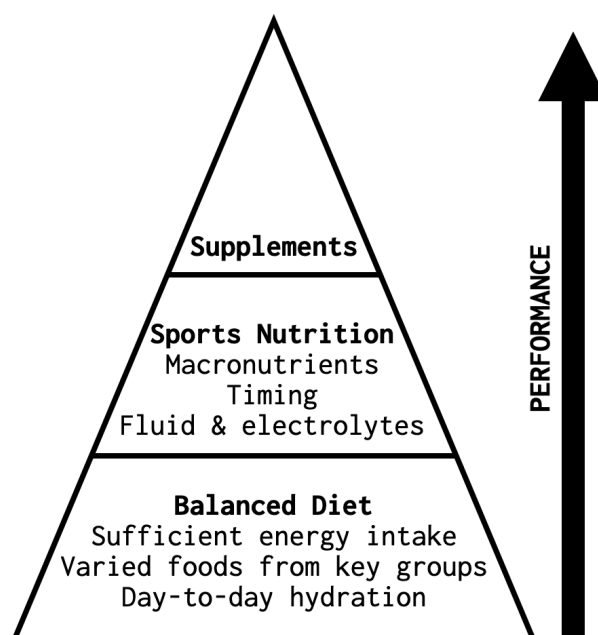 Supplements
Sports Nutrition
Macronutrients
Timing
Fluid & electrolytes
Balanced Diet
Sufficient energy intake
Varied foods from key groups
Day-to-day hydration
PERFORMANCE